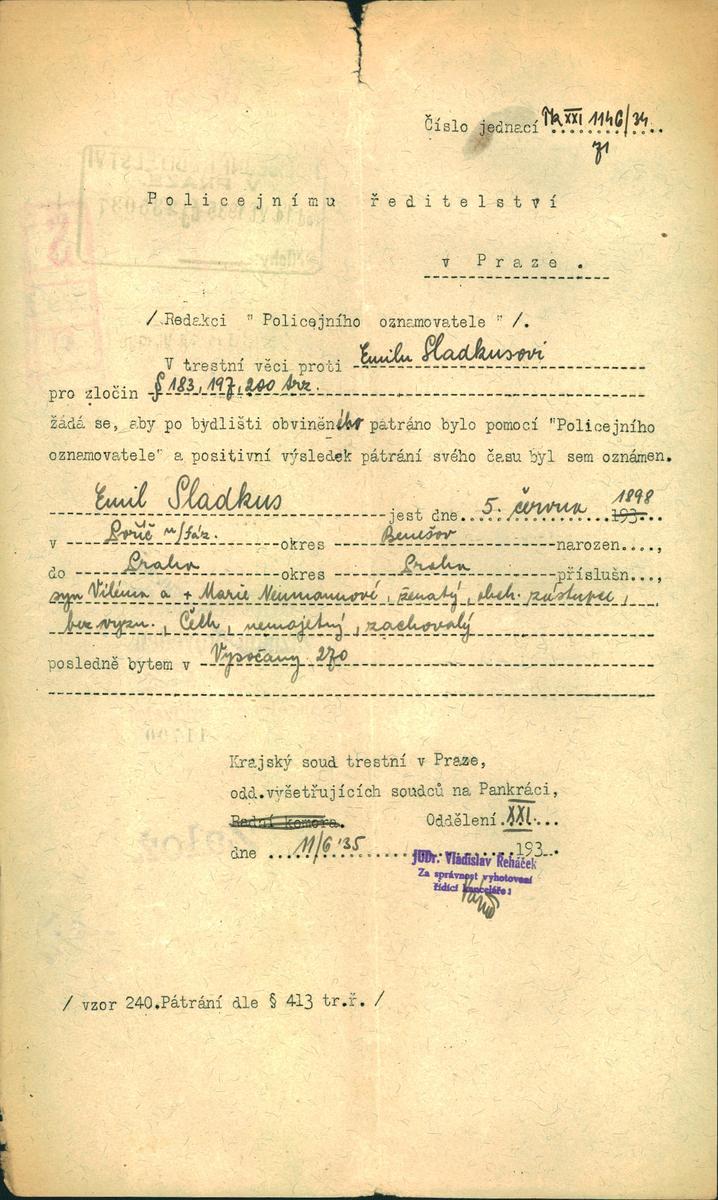 Číslo jednací Tk XXI 1146/34
71
Policejnímu ředitelství
v Praze.
/Redakci "Policejního oznamovatele"/.
V trestní věci proti Emilu Sladkusovi
pro zločin § 183, 197, 200 trz.
žádá se, aby po bydlišti obviněného pátráno bylo pomocí "Policejního
oznamovatele" a positivní výsledek pátrání svého času byl sem oznámen.
Emil Sladkus jest dne 5. června 1898 193
v Poříč n/Sáz. okres Benešov narozen....,
do Praha okres Praha příslušn...,
syn Viléma a + Marie Neumannové, ženatý, obch. zástupce,
bez vyzn., Čech, nemajetný, zachovalý
posledně bytem v Vysočany 270
Krajský soud trestní v Praze,
odd.vyšetřujících soudců na Pankráci,
Radní komora. Oddělení XXI.
dne 11/6 '35 193
JUDr. Vladislav Řeháček
Za správnost vyhotovení
řídící kanceláře:
/ vzor 240.Pátrání dle § 413 tr.ř. /